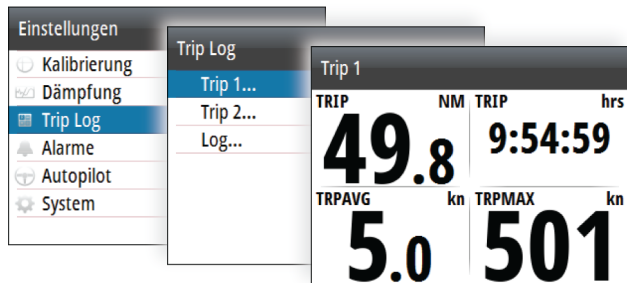 Einstellungen
Kalibrierung
Dämpfung
Trip Log
Alarme
Autopilot
System
Trip Log
Trip 1...
Trip 2...
Log...
Trip 1
TRIP NM TRIP hrs
49.8 9:54:59
TRPAVG kn TRPMAX kn
5.0 501